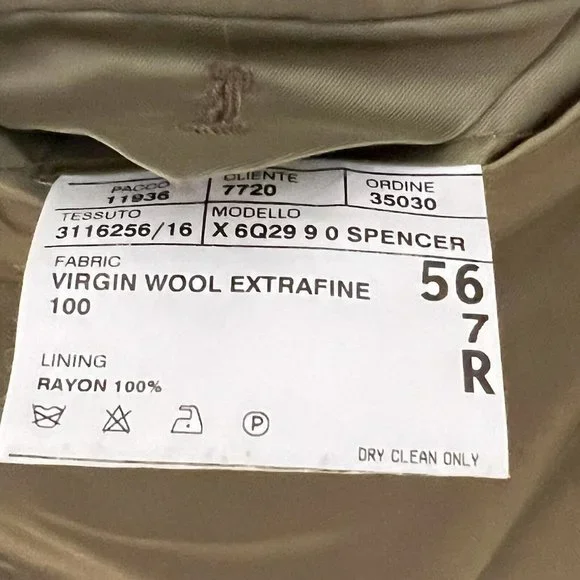 PACCO CLIENTE ORDINE
11936 7720 35030
TESSUTO MODELLO
3116256/16 X 6Q29 9 0 SPENCER
FABRIC
VIRGIN WOOL EXTRAFINE 56
100 7
LINING R
RAYON 100%
P
DRY CLEAN ONLY